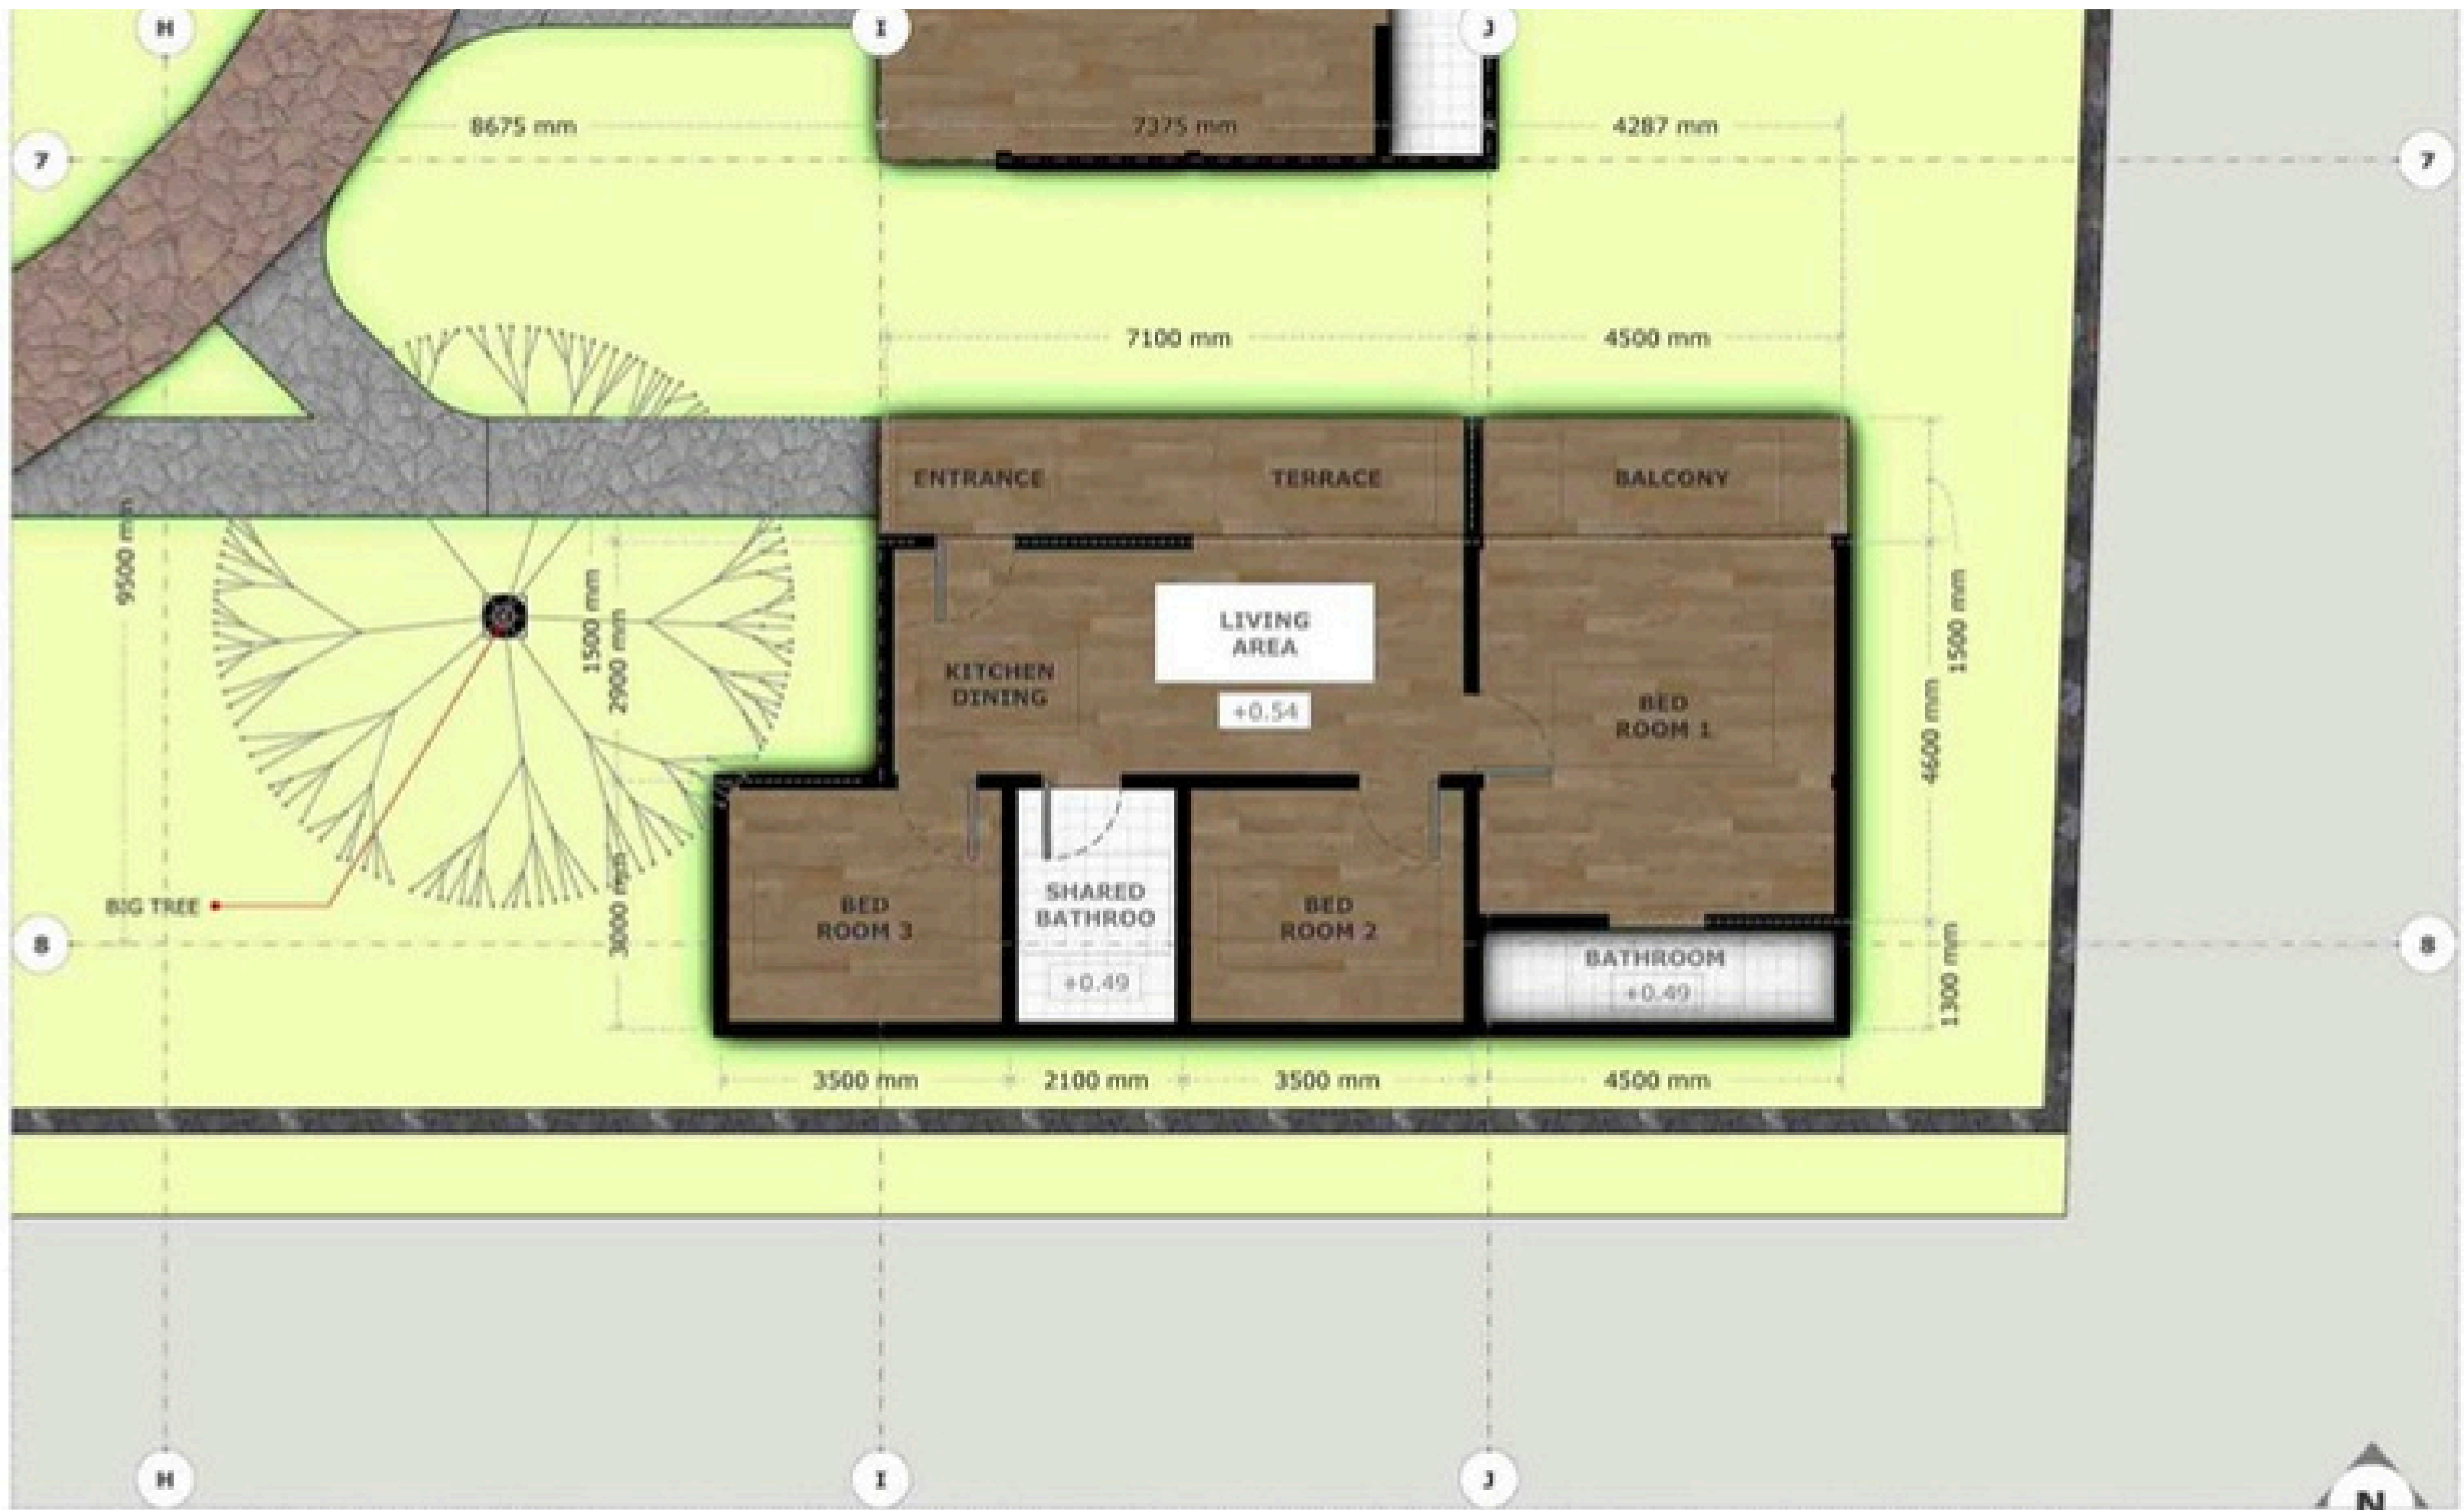 H
I
J
8675 mm
7375 mm
4287 mm
7
7
7100 mm
4500 mm
ENTRANCE
TERRACE
BALCONY
9500 mm
1500 mm
2900 mm
LIVING
AREA
+0.54
KITCHEN
DINING
BED
ROOM 1
1500 mm
4600 mm
BIG TREE
3000 mm
BED
ROOM 3
SHARED
BATHROO
+0.49
BED
ROOM 2
BATHROOM
+0.49
1300 mm
8
8
3500 mm
2100 mm
3500 mm
4500 mm
H
I
J
N